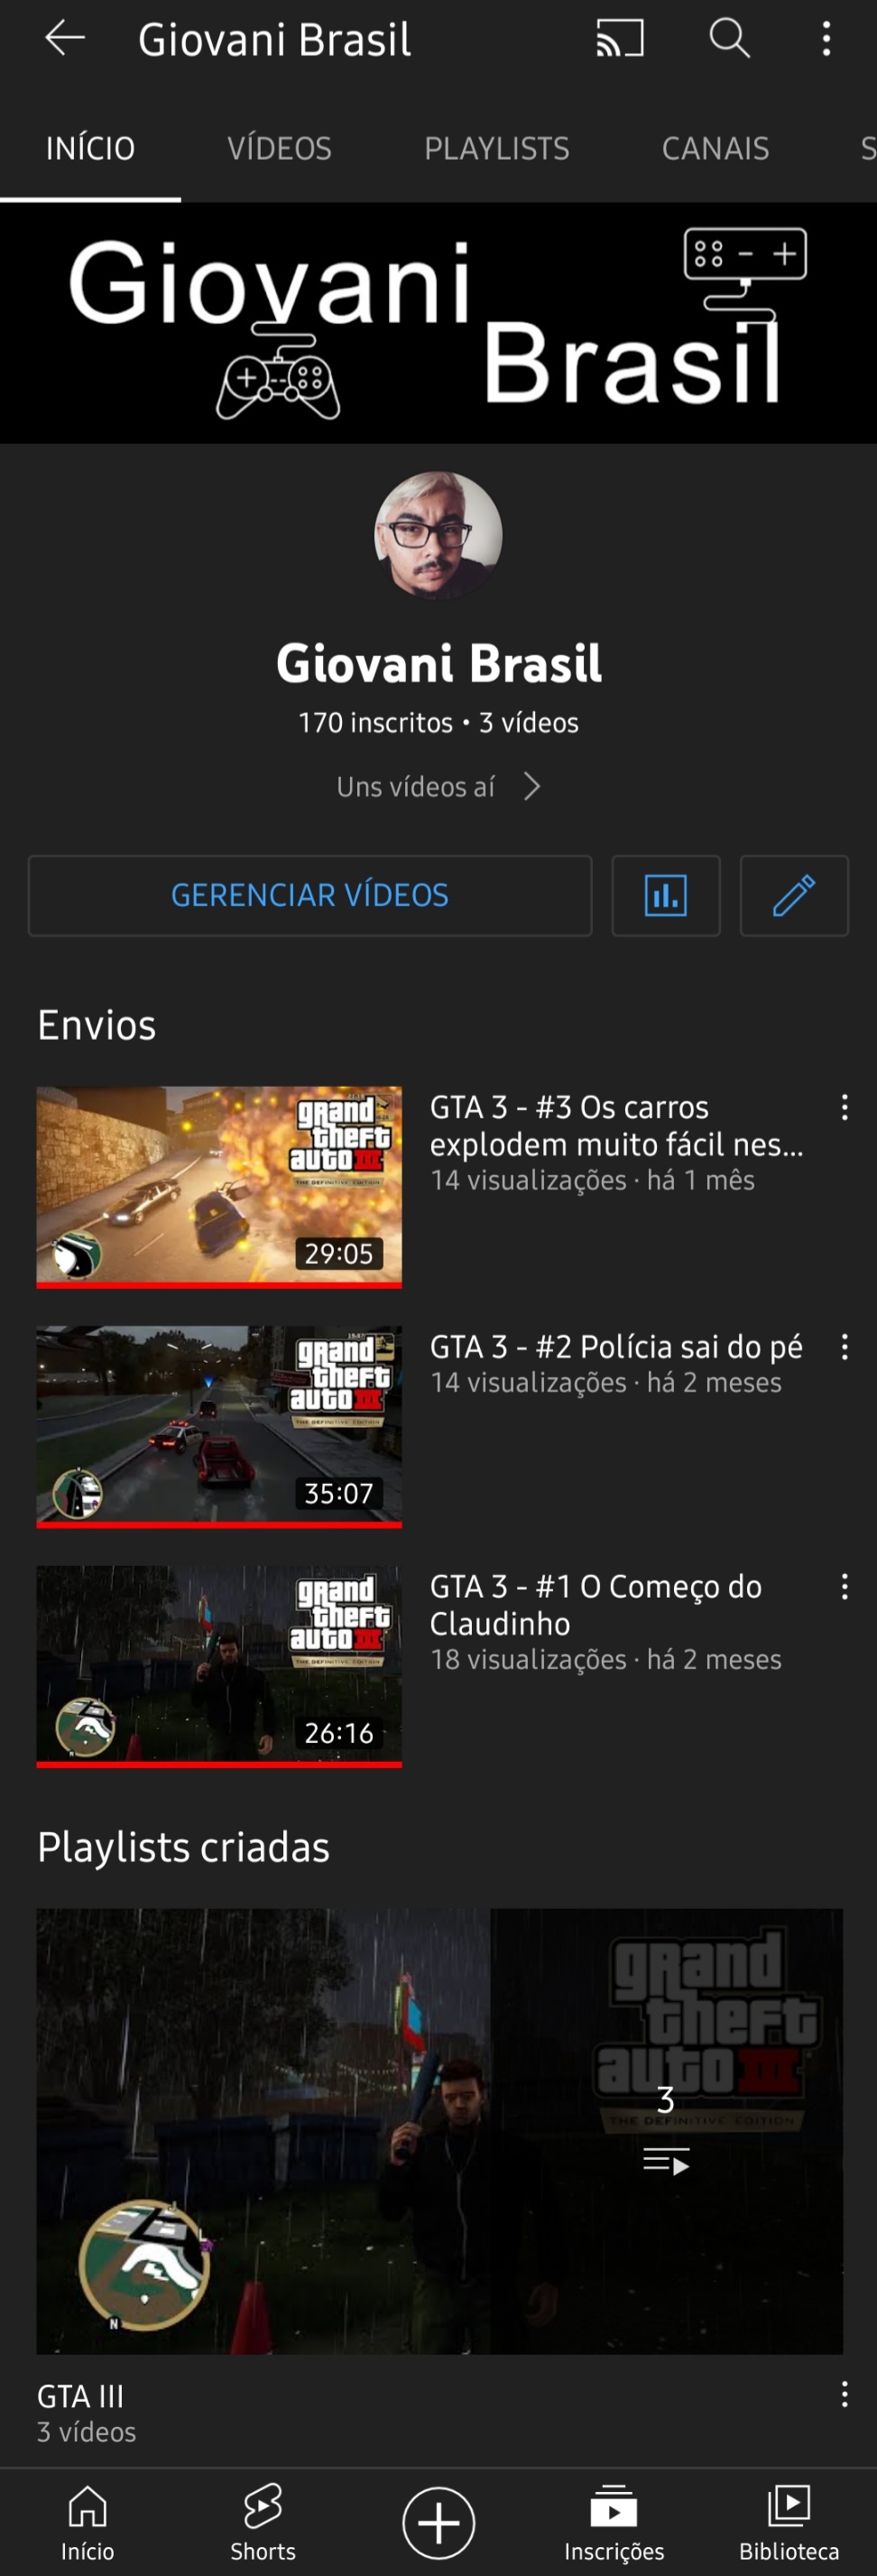 Giovani Brasil
INÍCIO
VÍDEOS
PLAYLISTS
CANAIS
S
Giovani
Brasil
Giovani Brasil
170 inscritos • 3 vídeos
Uns vídeos aí
GERENCIAR VÍDEOS
Envios
grand
theft
auto III
THE DEFINITIVE EDITION
29:05
GTA 3 - #3 Os carros
explodem muito fácil nes...
14 visualizações · há 1 mês
grand
theft
auto III
THE DEFINITIVE EDITION
35:07
GTA 3 - #2 Polícia sai do pé
14 visualizações · há 2 meses
grand
theft
auto III
THE DEFINITIVE EDITION
26:16
GTA 3 - #1 O Começo do
Claudinho
18 visualizações · há 2 meses
Playlists criadas
grand
theft
auto III
THE DEFINITIVE EDITION
3
L
N
GTA III
3 vídeos
Início
Shorts
Inscrições
Biblioteca